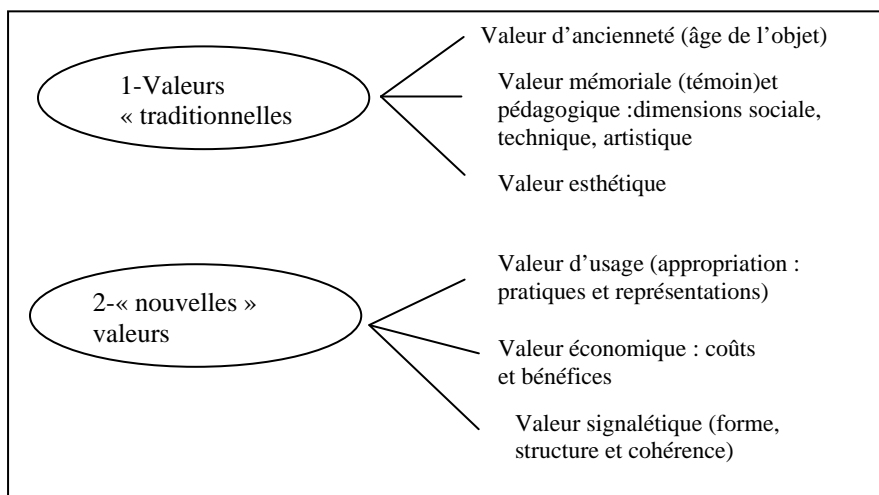 1-Valeurs
« traditionnelles
Valeur d’ancienneté (âge de l’objet)
Valeur mémoriale (témoin)et
pédagogique :dimensions sociale,
technique, artistique
Valeur esthétique
2-« nouvelles »
valeurs
Valeur d’usage (appropriation :
pratiques et représentations)
Valeur économique : coûts
et bénéfices
Valeur signalétique (forme,
structure et cohérence)